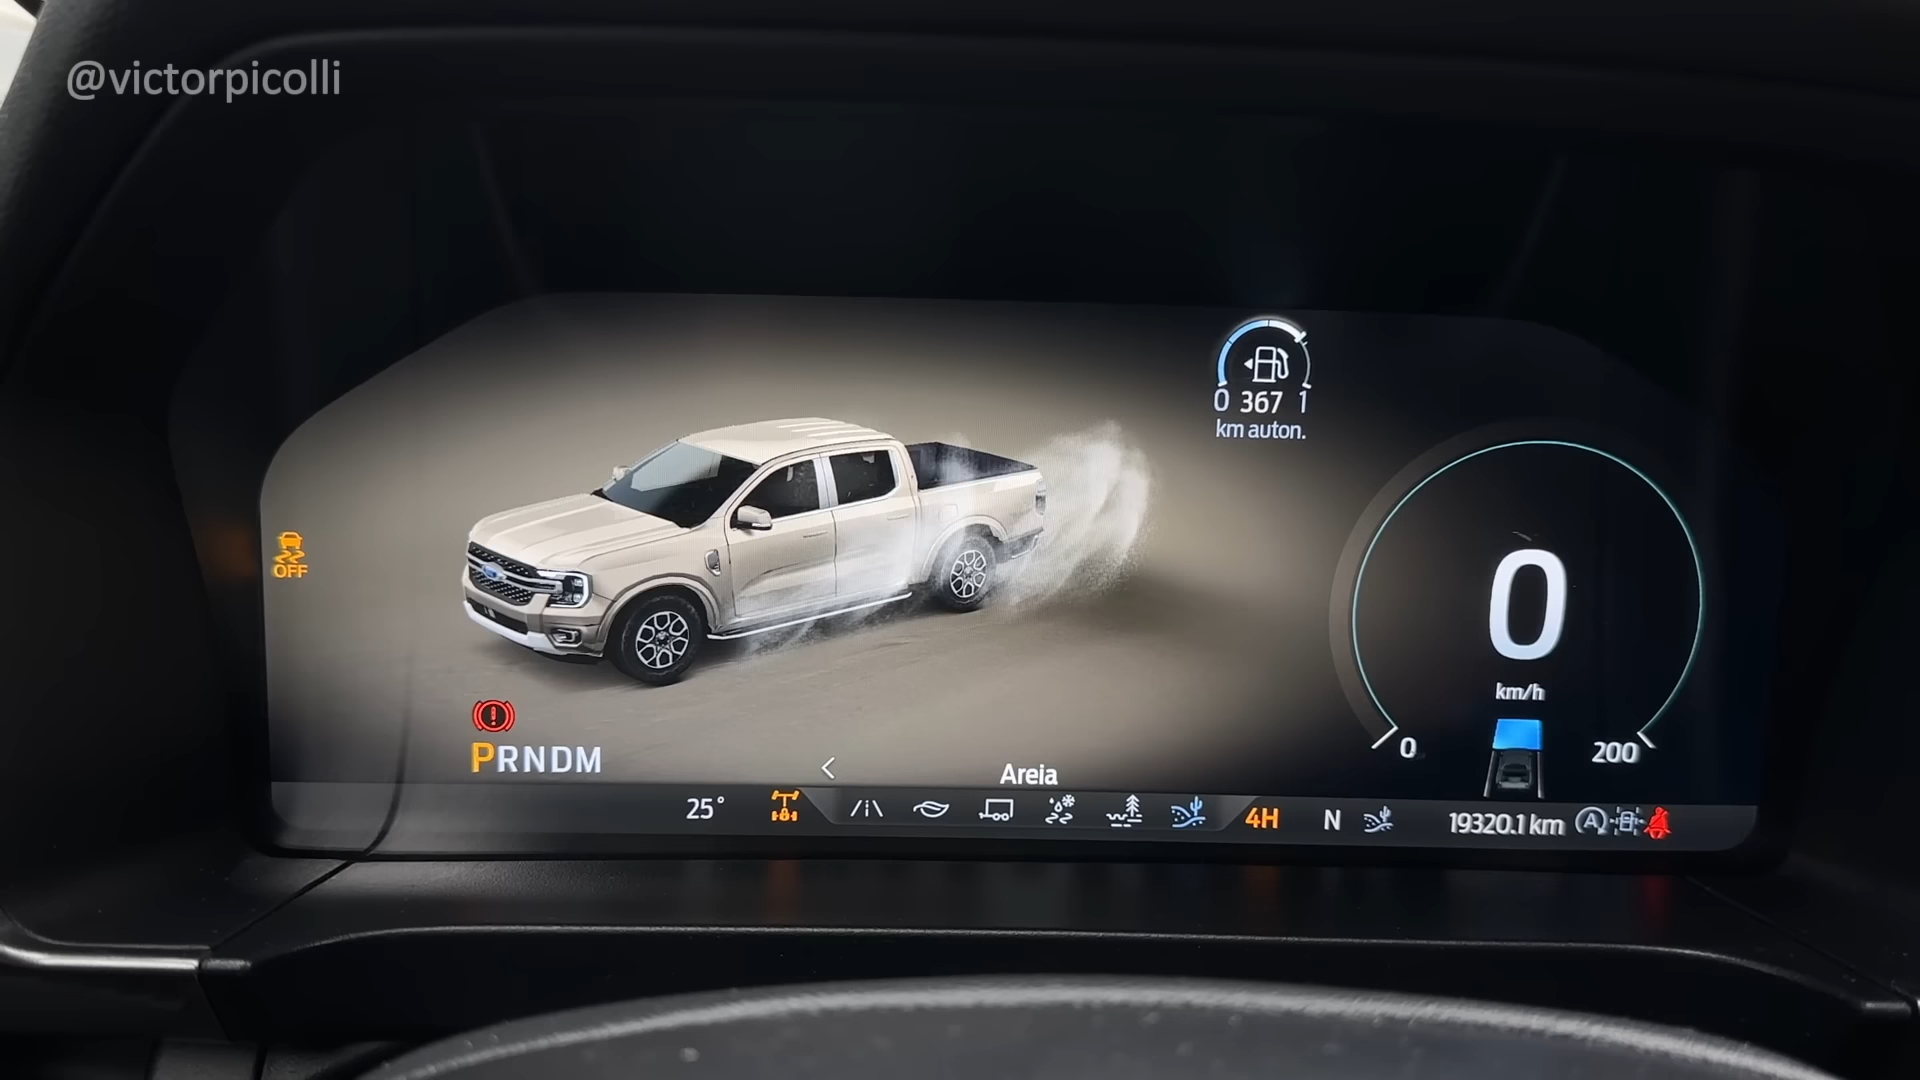 @victorpicolli
0 367 1
km auton.
OFF
0
km/h
0 200
PRNDM
Areia
25°
4H
N
19320.1 km
A